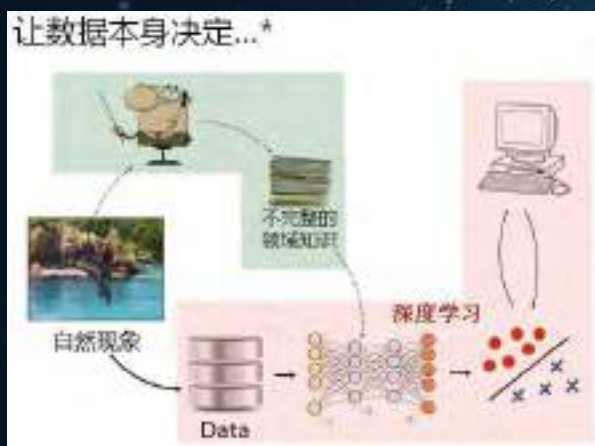 让数据本身决定...*
不完整的
领域知识
自然现象
深度学习
Data